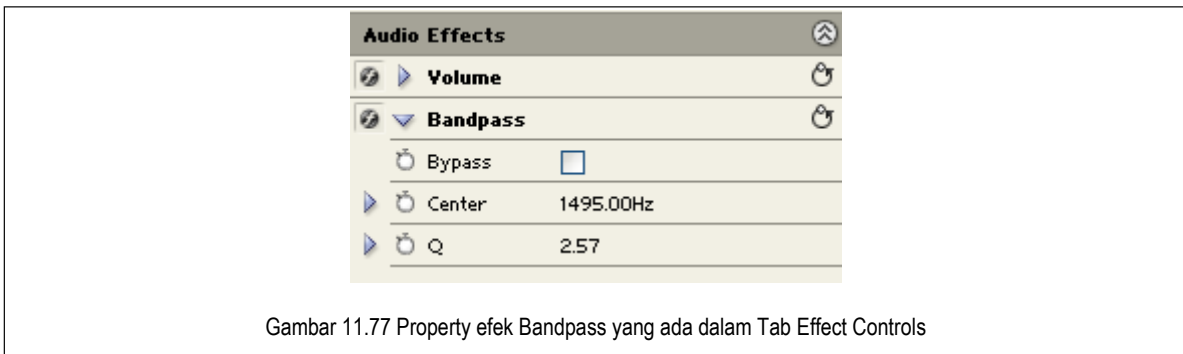 Audio Effects
Volume
Bandpass
Bypass
Center 1495.00Hz
Q 2.57
Gambar 11.77 Property efek Bandpass yang ada dalam Tab Effect Controls